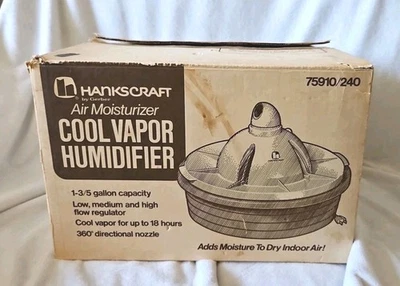 HANKSCRAFT
by Gerber
75910/240
Air Moisturizer
COOL VAPOR
HUMIDIFIER
1-3/5 gallon capacity
Low, medium and high
flow regulator
Cool vapor for up to 18 hours
360° directional nozzle
Adds Moisture To Dry Indoor Air!